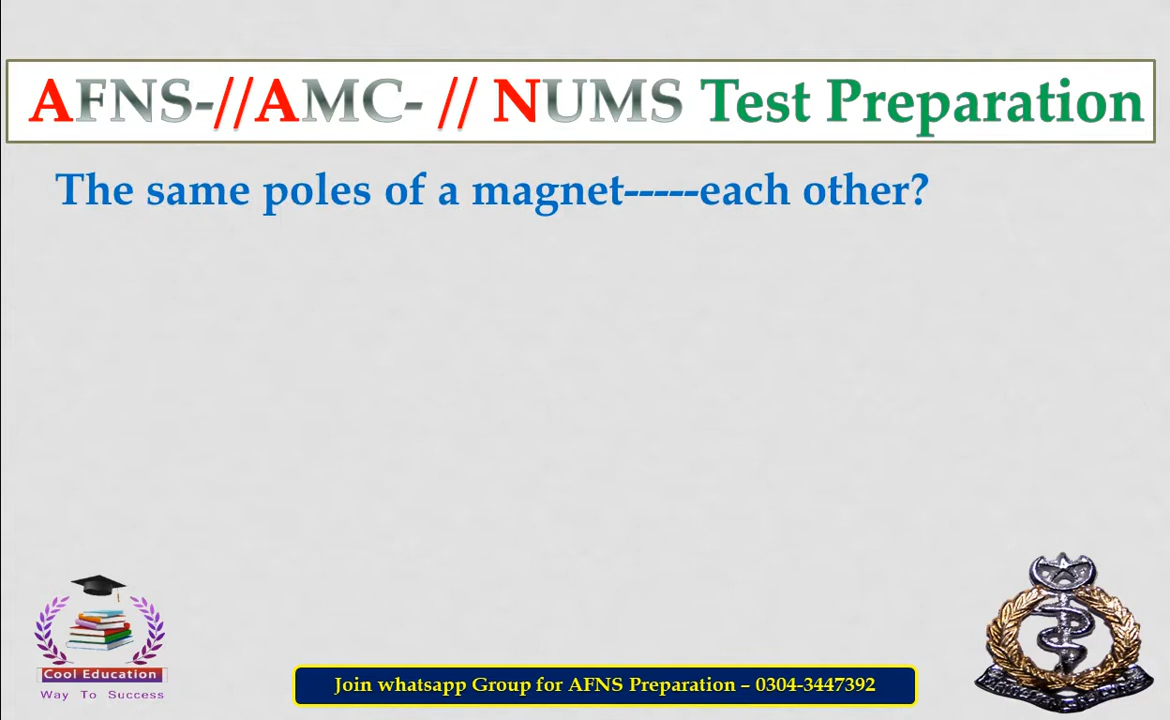 AFNS-//AMC- // NUMS Test Preparation
The same poles of a magnet-----each other?
Cool Education
Way To Success
Join whatsapp Group for AFNS Preparation – 0304-3447392